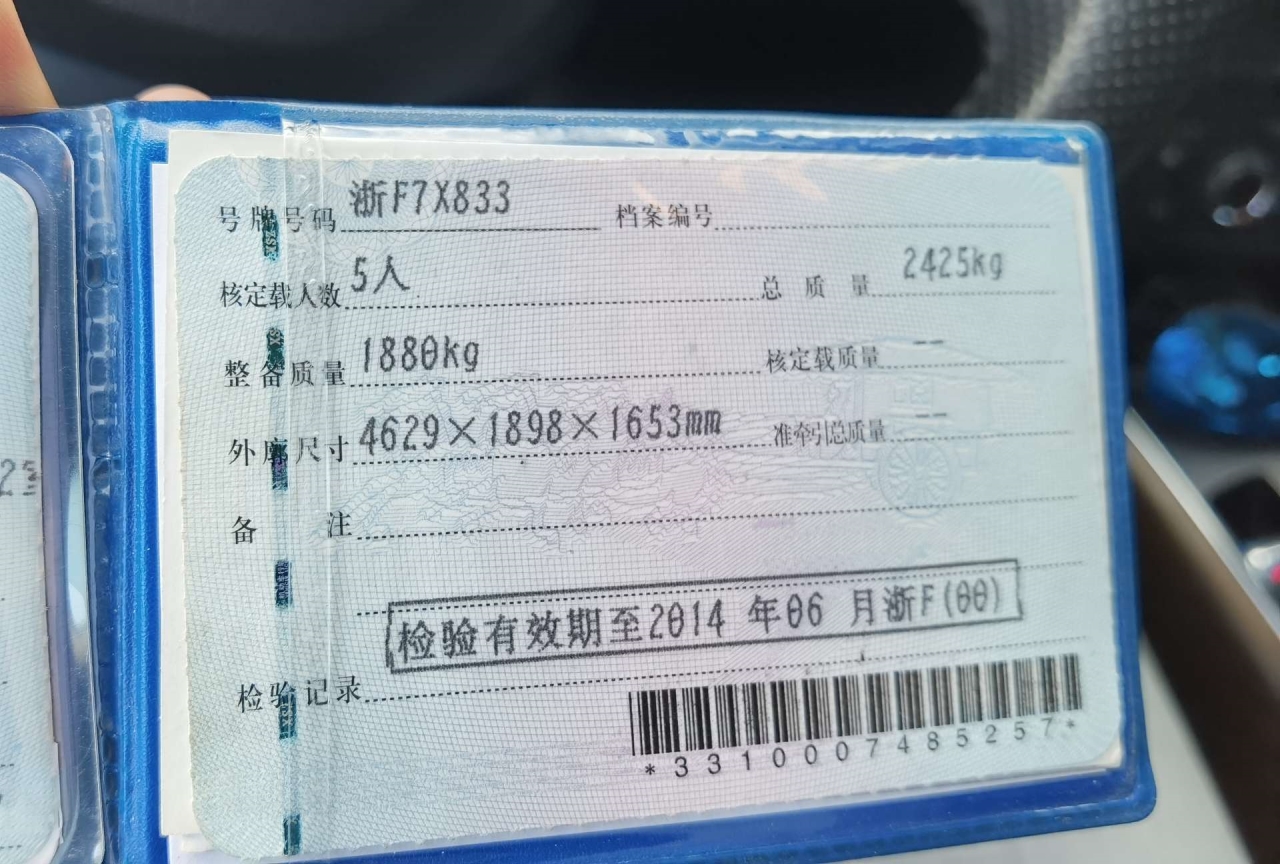 号牌号码 浙F7X833 档案编号
核定载人数 5人 总质量 2425kg
整备质量 1880kg 核定载质量 --
外廓尺寸 4629×1898×1653mm 准牵引总质量 --
备注
检验有效期至2014 年06 月浙F(00)
检验记录
*3310007485257*